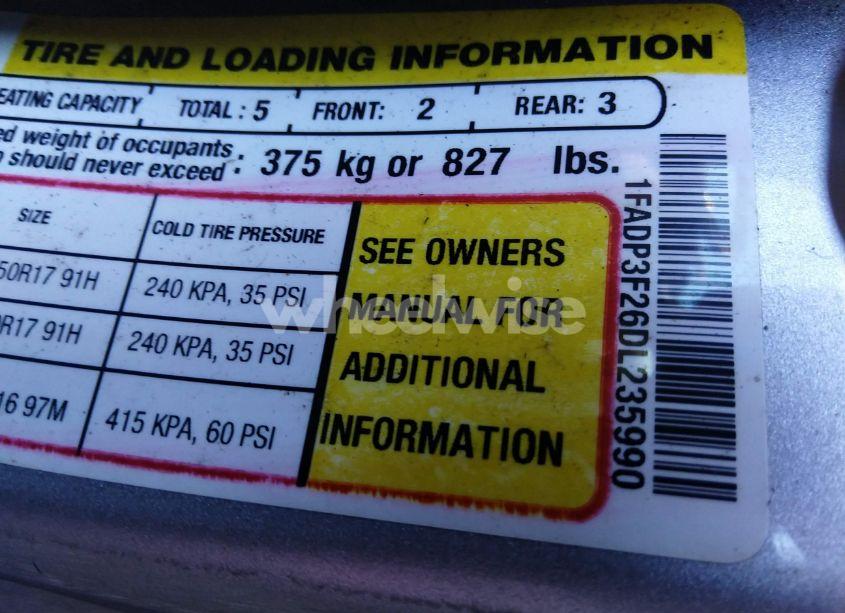 TIRE AND LOADING INFORMATION
EATING CAPACITY TOTAL : 5 FRONT: 2 REAR: 3
ed weight of occupants
should never exceed : 375 kg or 827 lbs.
SIZE COLD TIRE PRESSURE
50R17 91H 240 KPA, 35 PSI
R17 91H 240 KPA, 35 PSI
16 97M 415 KPA, 60 PSI
SEE OWNERS
MANUAL FOR
ADDITIONAL
INFORMATION
1FADP3F26DL235990
wheelwise